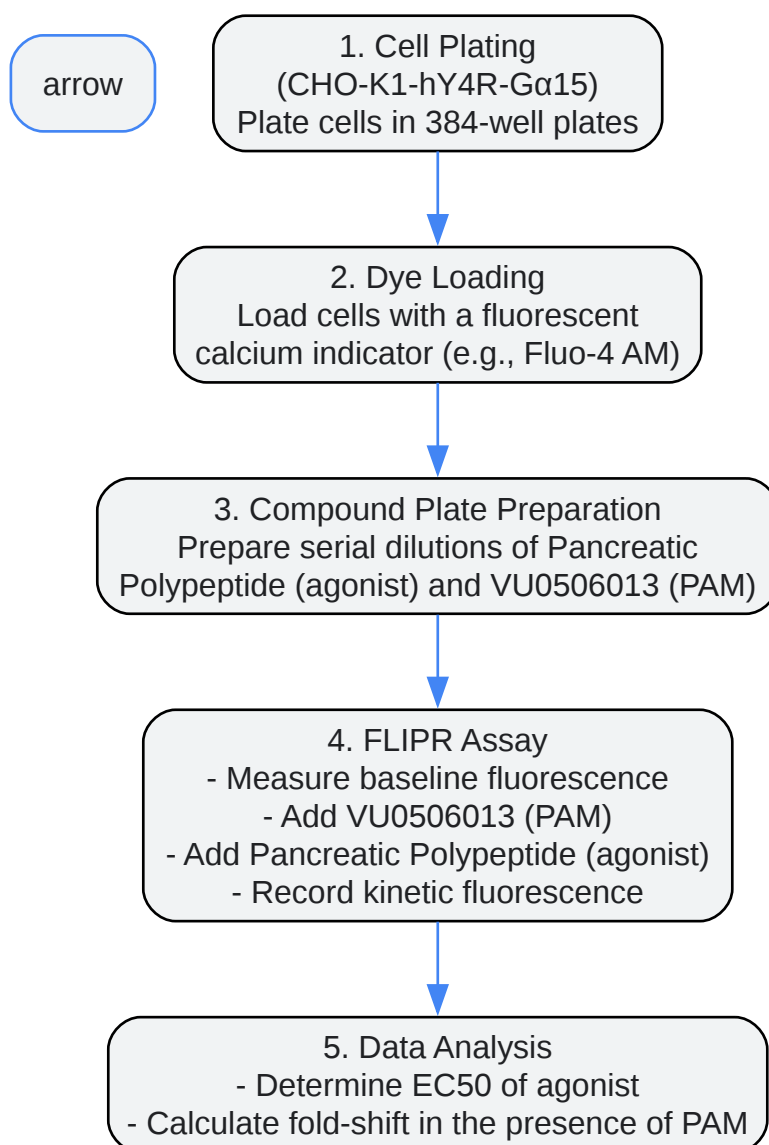 arrow
1. Cell Plating
(CHO-K1-hY4R-Gα15)
Plate cells in 384-well plates
2. Dye Loading
Load cells with a fluorescent
calcium indicator (e.g., Fluo-4 AM)
3. Compound Plate Preparation
Prepare serial dilutions of Pancreatic
Polypeptide (agonist) and VU0506013 (PAM)
4. FLIPR Assay
- Measure baseline fluorescence
- Add VU0506013 (PAM)
- Add Pancreatic Polypeptide (agonist)
- Record kinetic fluorescence
5. Data Analysis
- Determine EC50 of agonist
- Calculate fold-shift in the presence of PAM